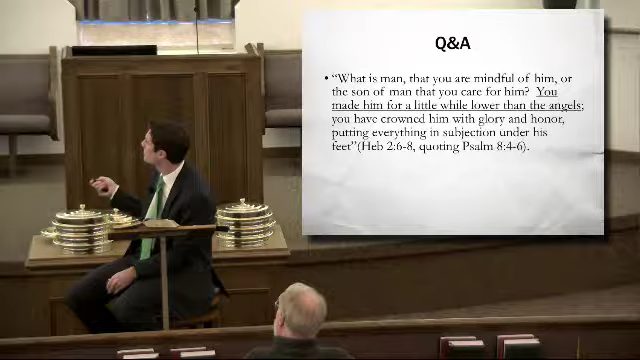 Q&A
• “What is man, that you are mindful of him, or
the son of man that you care for him?  You
made him for a little while lower than the angels;
you have crowned him with glory and honor,
putting everything in subjection under his
feet”(Heb 2:6-8, quoting Psalm 8:4-6).